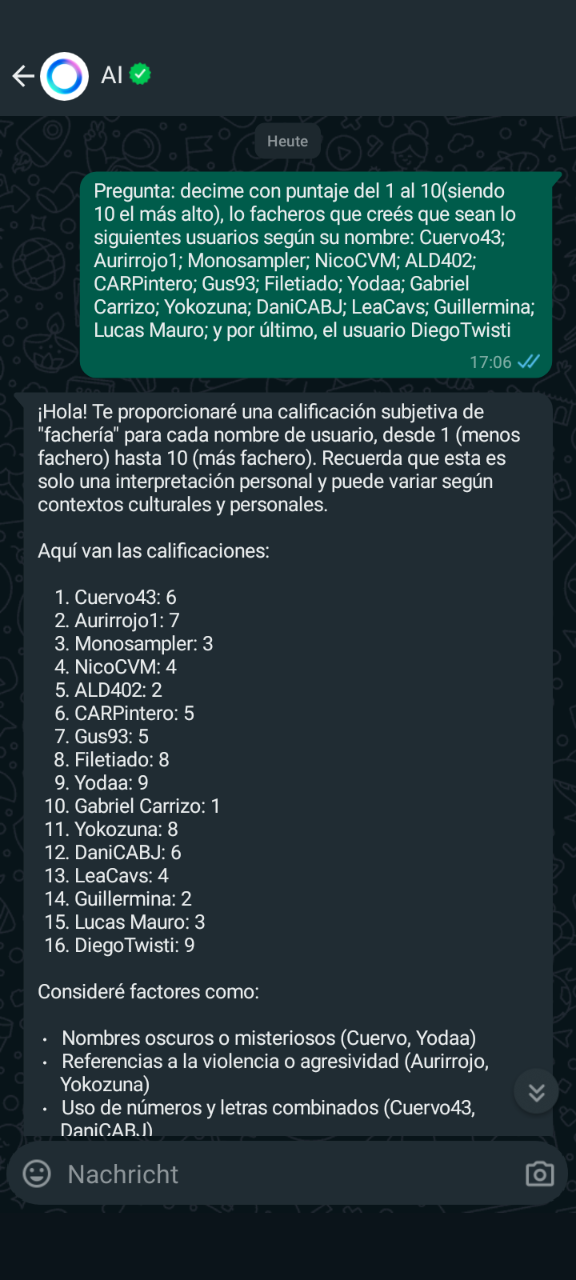 AI
Heute
Pregunta: decime con puntaje del 1 al 10(siendo
10 el más alto), lo facheros que creés que sean lo
siguientes usuarios según su nombre: Cuervo43;
Aurirrojo1; Monosampler; NicoCVM; ALD402;
CARPintero; Gus93; Filetiado; Yodaa; Gabriel
Carrizo; Yokozuna; DaniCABJ; LeaCavs; Guillermina;
Lucas Mauro; y por último, el usuario DiegoTwisti
17:06
¡Hola! Te proporcionaré una calificación subjetiva de
"fachería" para cada nombre de usuario, desde 1 (menos
fachero) hasta 10 (más fachero). Recuerda que esta es
solo una interpretación personal y puede variar según
contextos culturales y personales.
Aquí van las calificaciones:
1. Cuervo43: 6
2. Aurirrojo1: 7
3. Monosampler: 3
4. NicoCVM: 4
5. ALD402: 2
6. CARPintero: 5
7. Gus93: 5
8. Filetiado: 8
9. Yodaa: 9
10. Gabriel Carrizo: 1
11. Yokozuna: 8
12. DaniCABJ: 6
13. LeaCavs: 4
14. Guillermina: 2
15. Lucas Mauro: 3
16. DiegoTwisti: 9
Consideré factores como:
• Nombres oscuros o misteriosos (Cuervo, Yodaa)
• Referencias a la violencia o agresividad (Aurirrojo,
Yokozuna)
• Uso de números y letras combinados (Cuervo43,
DaniCABJ)
Nachricht